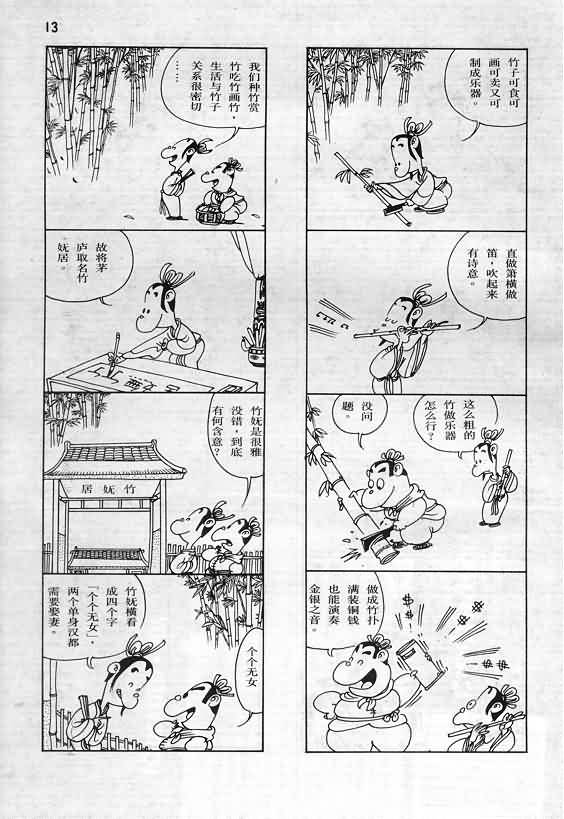 13
竹子可食可
画可卖又可
制成乐器。
直做箫横做
笛，吹起来
有诗意。
这么粗的
竹做乐器
怎么行？
没问
题。
做成竹扑
满装铜钱
也能演奏
金银之音。
我们种竹赏
竹吃竹画竹，
生活与竹子
关系很密切
……
故将茅
庐取名竹
妩居。
竹妩是很雅
没错，到底
有何含意？
竹妩居
个个无女
竹妩横看
成四个字
「个个无女」，
两个单身汉都
需要娶妻。